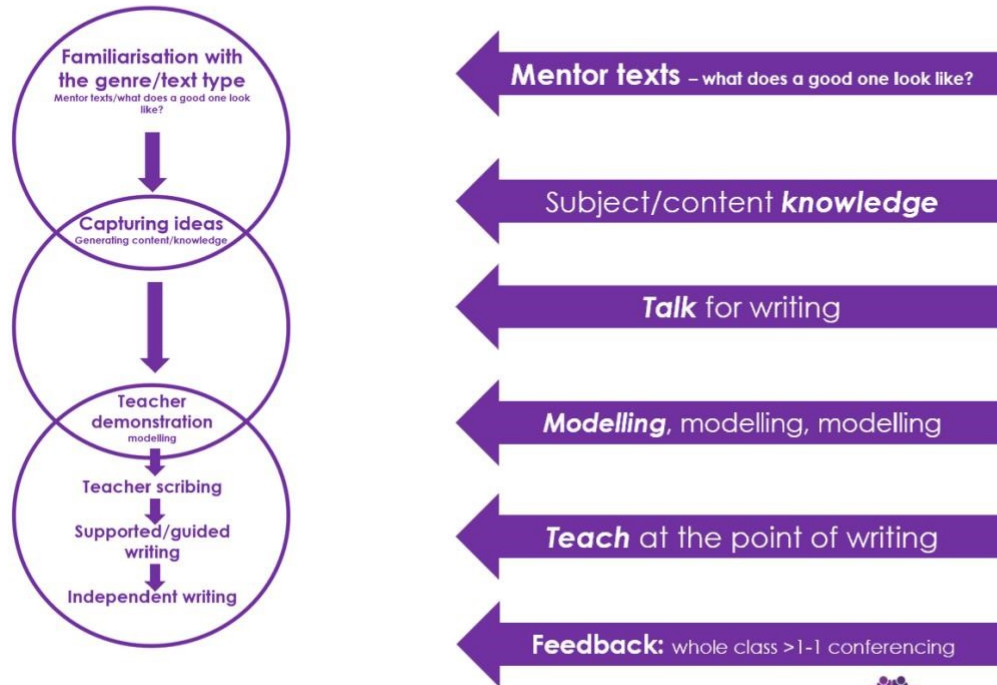 Familiarisation with
the genre/text type
Mentor texts/what does a good one look
like?
Capturing ideas
Generating content/knowledge
Teacher
demonstration
modelling
Teacher scribing
Supported/guided
writing
Independent writing
Mentor texts – what does a good one look like?
Subject/content knowledge
Talk for writing
Modelling, modelling, modelling
Teach at the point of writing
Feedback: whole class >1-1 conferencing